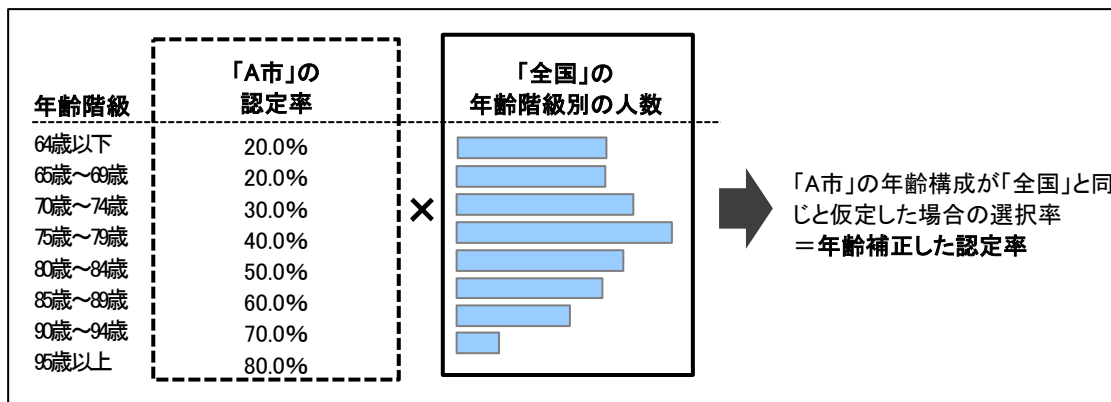 「A市」の
認定率
「全国」の
年齢階級別の人数
年齢階級
64歳以下 20.0%
65歳～69歳 20.0%
70歳～74歳 30.0%
75歳～79歳 40.0%
80歳～84歳 50.0%
85歳～89歳 60.0%
90歳～94歳 70.0%
95歳以上 80.0%
×
「A市」の年齢構成が「全国」と同
じと仮定した場合の選択率
＝年齢補正した認定率